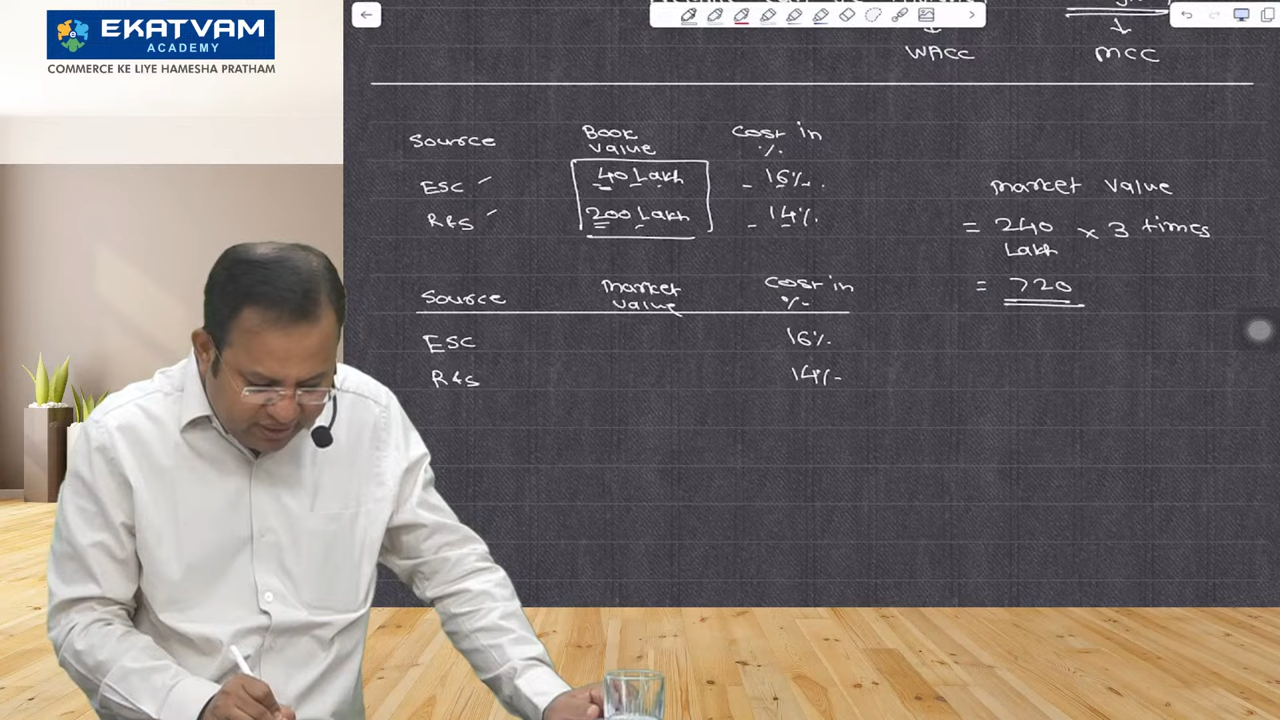 EKATVAM
ACADEMY
COMMERCE KE LIYE HAMESHA PRATHAM
WACC
MCC
Source Book Value Cost in %
ESC 40 Lakh 16%
R&S 200 Lakh 14%
market value
= 240 Lakh × 3 times
= 720
Source market value Cost in %
ESC 16%
R&S 14%